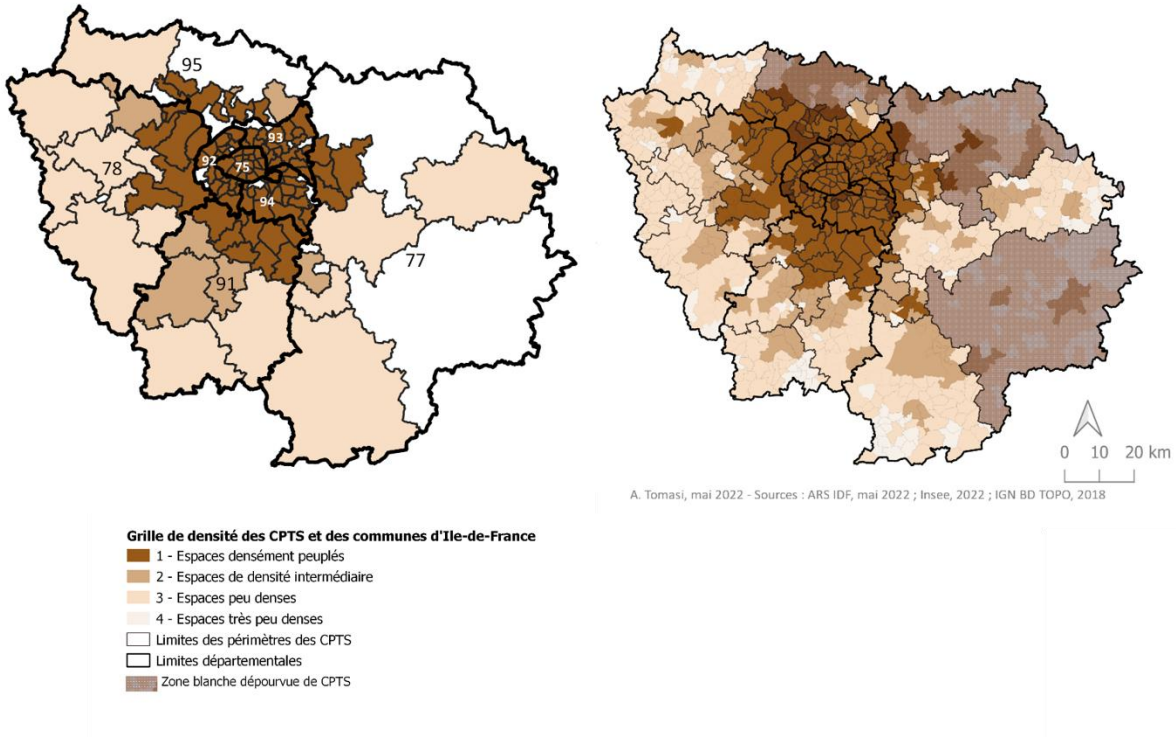 95
93
92
75
78
94
77
91
0 10 20 km
A. Tomasi, mai 2022 - Sources : ARS IDF, mai 2022 ; Insee, 2022 ; IGN BD TOPO, 2018
Grille de densité des CPTS et des communes d'Ile-de-France
1 - Espaces densément peuplés
2 - Espaces de densité intermédiaire
3 - Espaces peu denses
4 - Espaces très peu denses
Limites des périmètres des CPTS
Limites départementales
Zone blanche dépourvue de CPTS